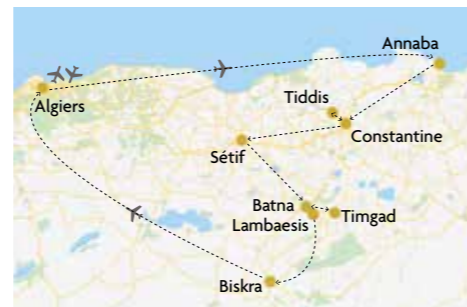 Annaba
Algiers
Tiddis
Constantine
Sétif
Batna
Lambaesis
Timgad
Biskra